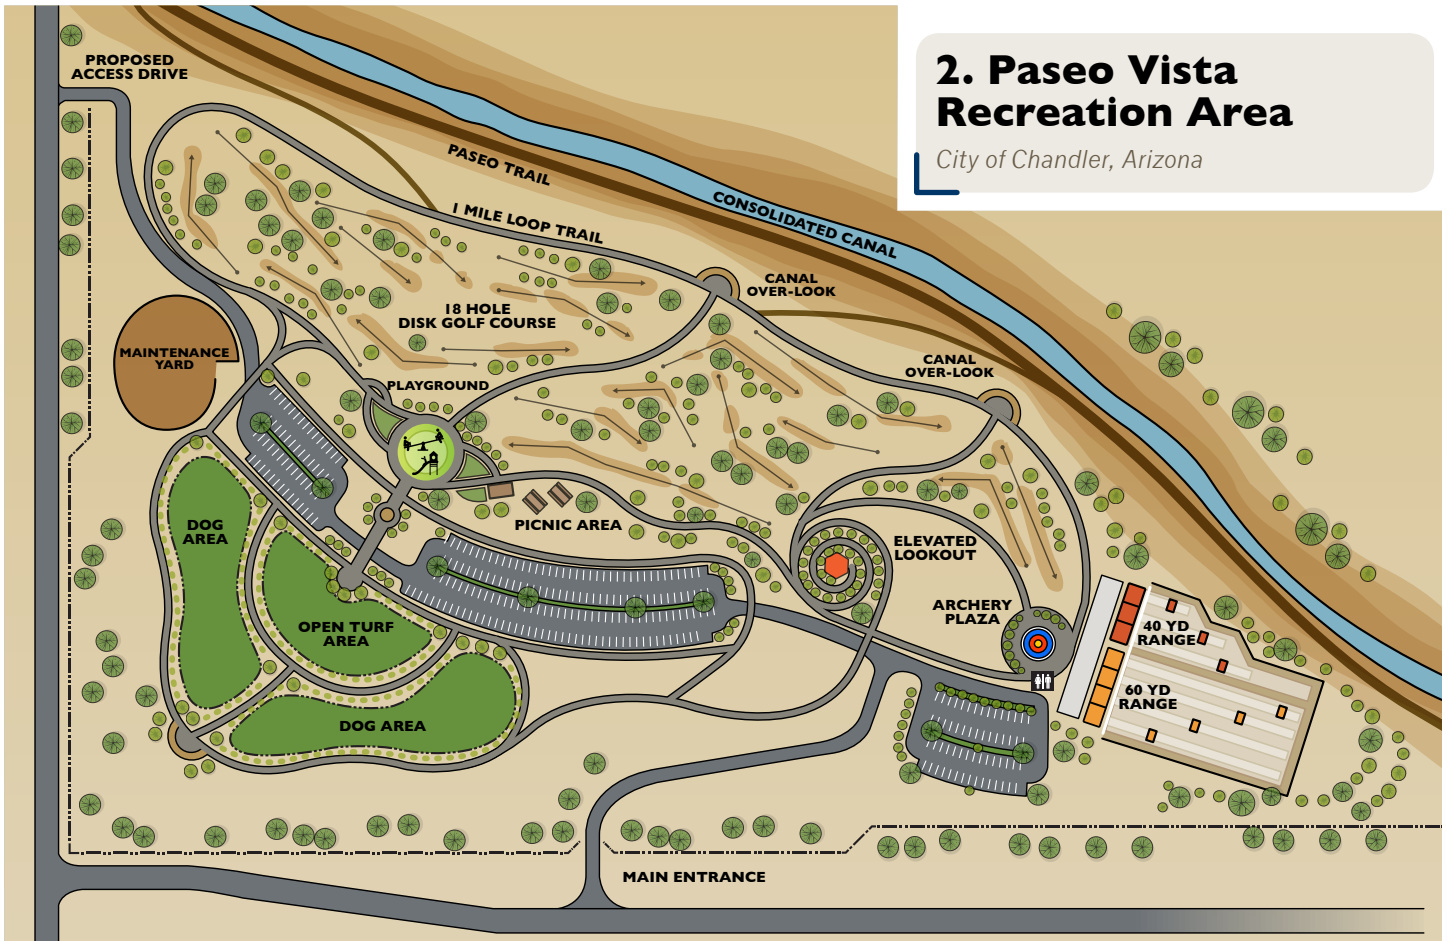 2. Paseo Vista
Recreation Area
City of Chandler, Arizona
PROPOSED
ACCESS DRIVE
PASEO TRAIL
CONSOLIDATED CANAL
1 MILE LOOP TRAIL
CANAL
OVER-LOOK
18 HOLE
DISK GOLF COURSE
MAINTENANCE
YARD
CANAL
OVER-LOOK
PLAYGROUND
DOG
AREA
PICNIC AREA
ELEVATED
LOOKOUT
ARCHERY
PLAZA
40 YD
RANGE
OPEN TURF
AREA
60 YD
RANGE
DOG AREA
MAIN ENTRANCE